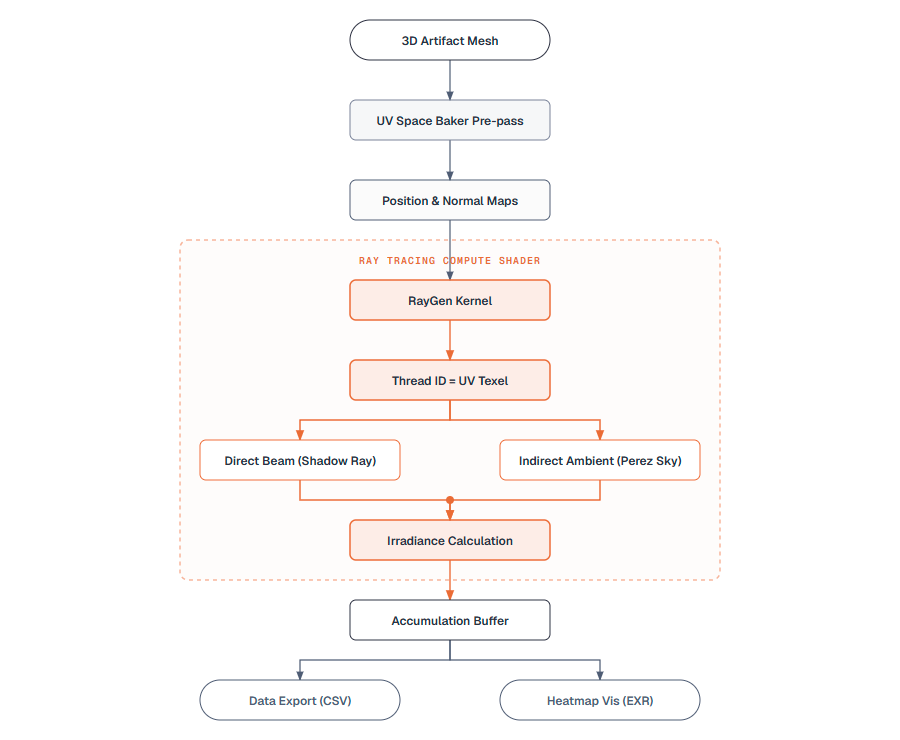 3D Artifact Mesh
UV Space Baker Pre-pass
Position & Normal Maps
RAY TRACING COMPUTE SHADER
RayGen Kernel
Thread ID = UV Texel
Direct Beam (Shadow Ray)
Indirect Ambient (Perez Sky)
Irradiance Calculation
Accumulation Buffer
Data Export (CSV)
Heatmap Vis (EXR)